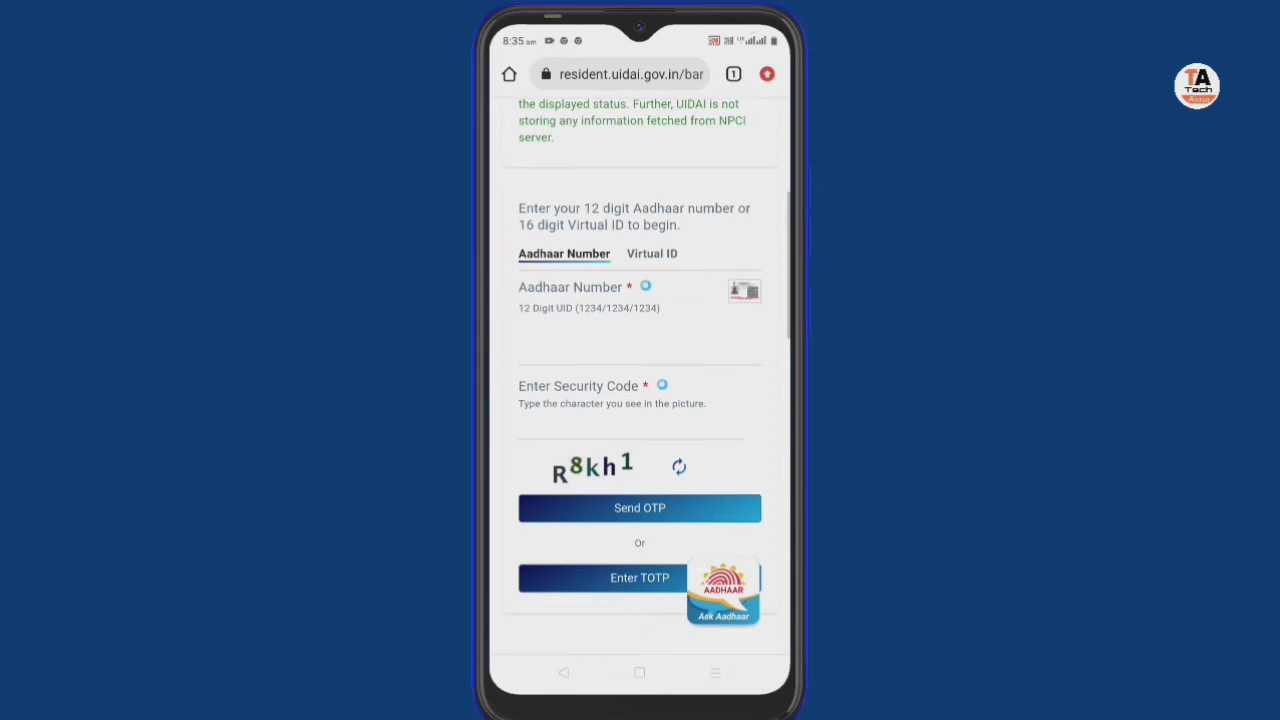 8:35 am
resident.uidai.gov.in/bar
1
the displayed status. Further, UIDAI is not
storing any information fetched from NPCI
server.
Enter your 12 digit Aadhaar number or
16 digit Virtual ID to begin.
Aadhaar Number Virtual ID
Aadhaar Number *
12 Digit UID (1234/1234/1234)
Enter Security Code *
Type the character you see in the picture.
R8kh1
Send OTP
Or
Enter TOTP
AADHAAR
Ask Aadhaar
TA
Tech